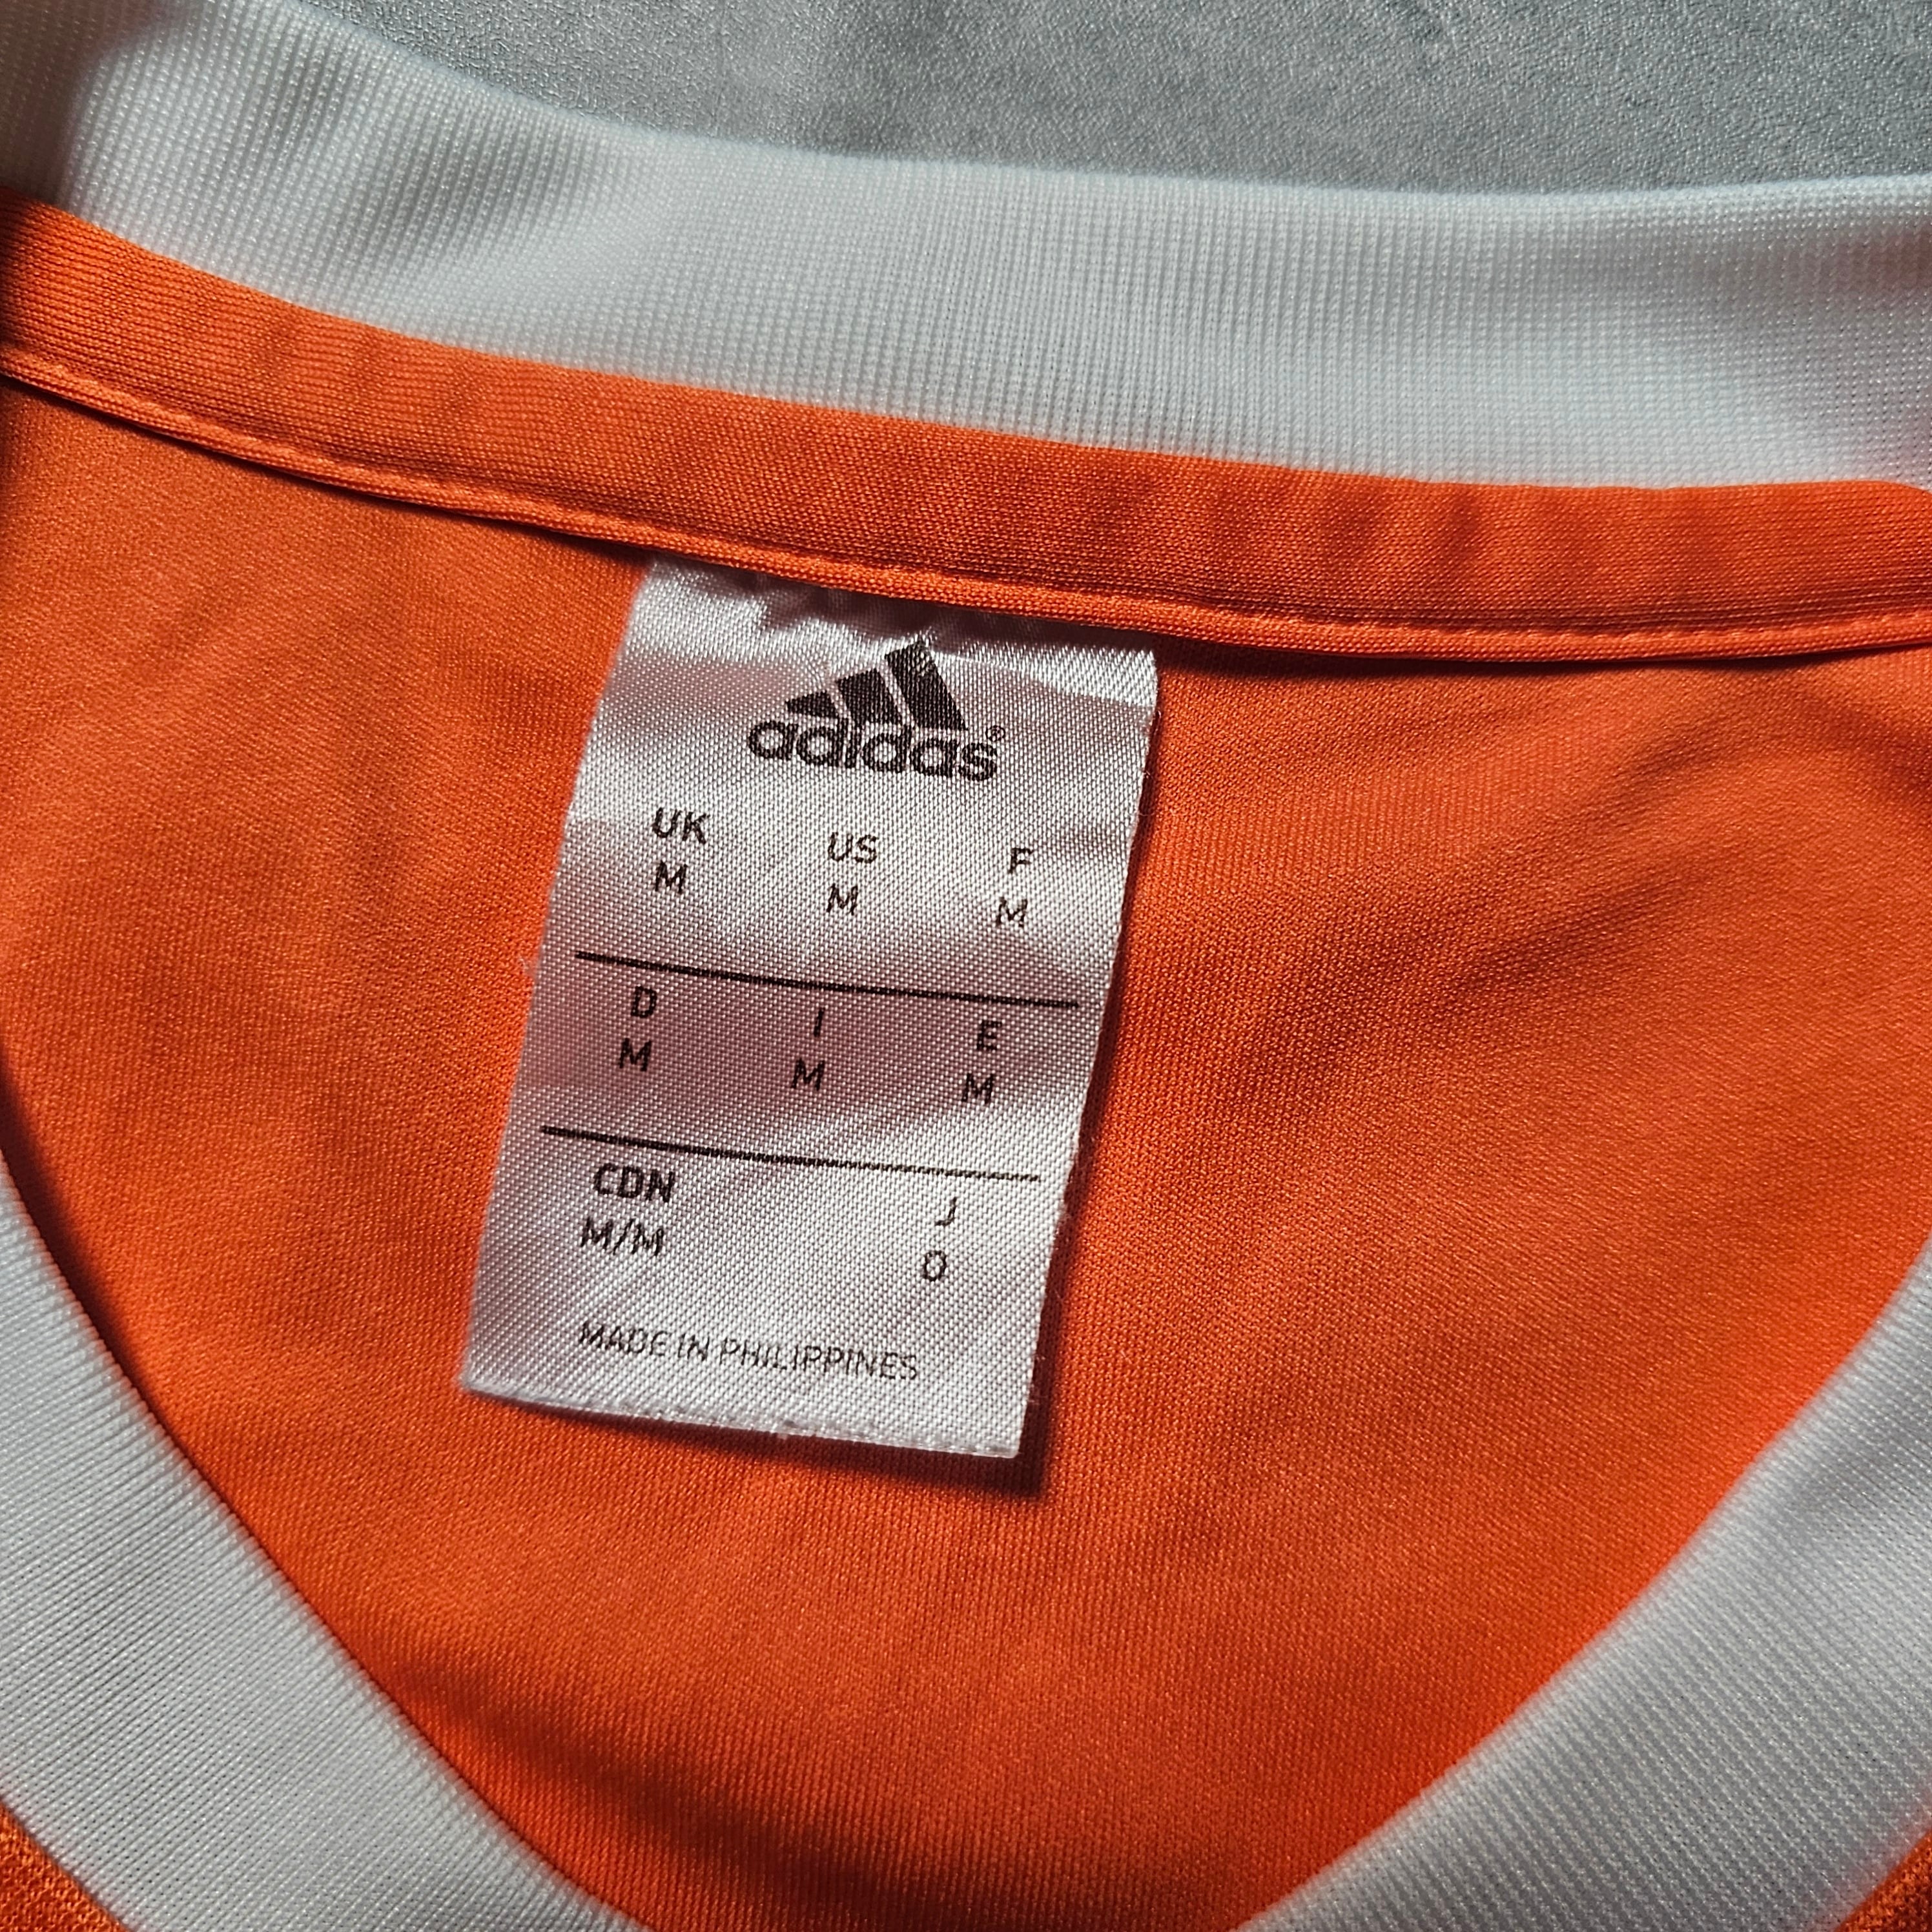 adidas®
UK US F
M M M
D I E
M M M
CDN J
M/M O
MADE IN PHILIPPINES